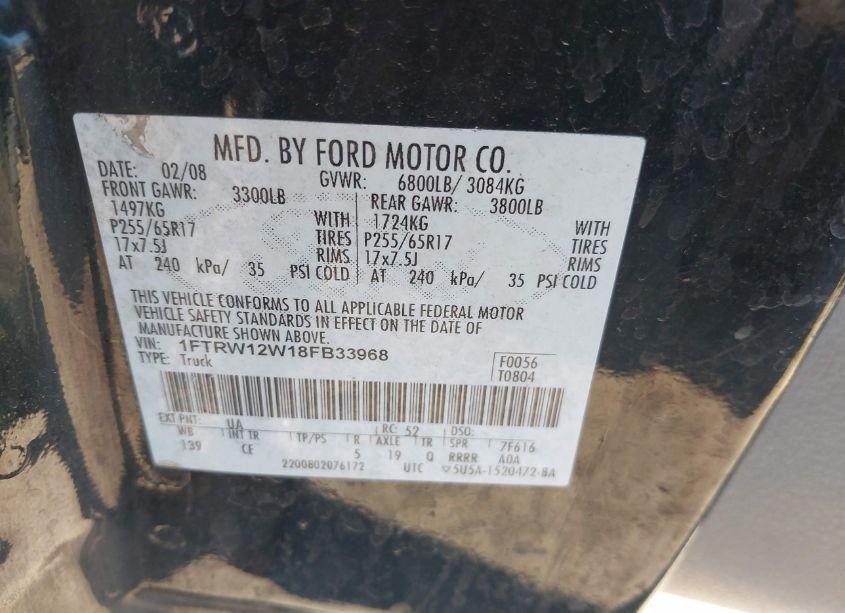 MFD. BY FORD MOTOR CO.
DATE: 02/08 GVWR: 6800LB/ 3084KG
FRONT GAWR: 3300LB REAR GAWR: 3800LB
1497KG WITH 1724KG WITH
P255/65R17 TIRES P255/65R17 TIRES
17x7.5J RIMS 17x7.5J RIMS
AT 240 kPa/ 35 PSI COLD AT 240 kPa/ 35 PSI COLD
THIS VEHICLE CONFORMS TO ALL APPLICABLE FEDERAL MOTOR
VEHICLE SAFETY STANDARDS IN EFFECT ON THE DATE OF
MANUFACTURE SHOWN ABOVE.
VIN: 1FTRW12W18FB33968
TYPE: Truck
F0056
T0804
EXT PNT: UA RC: 52 DSO:
WB INT TR TP/PS R AXLE TR SPR 7F616
139 CE 5 19 Q RRRR A0A
2200802076172 UTC ▽5U5A-1520472-BA